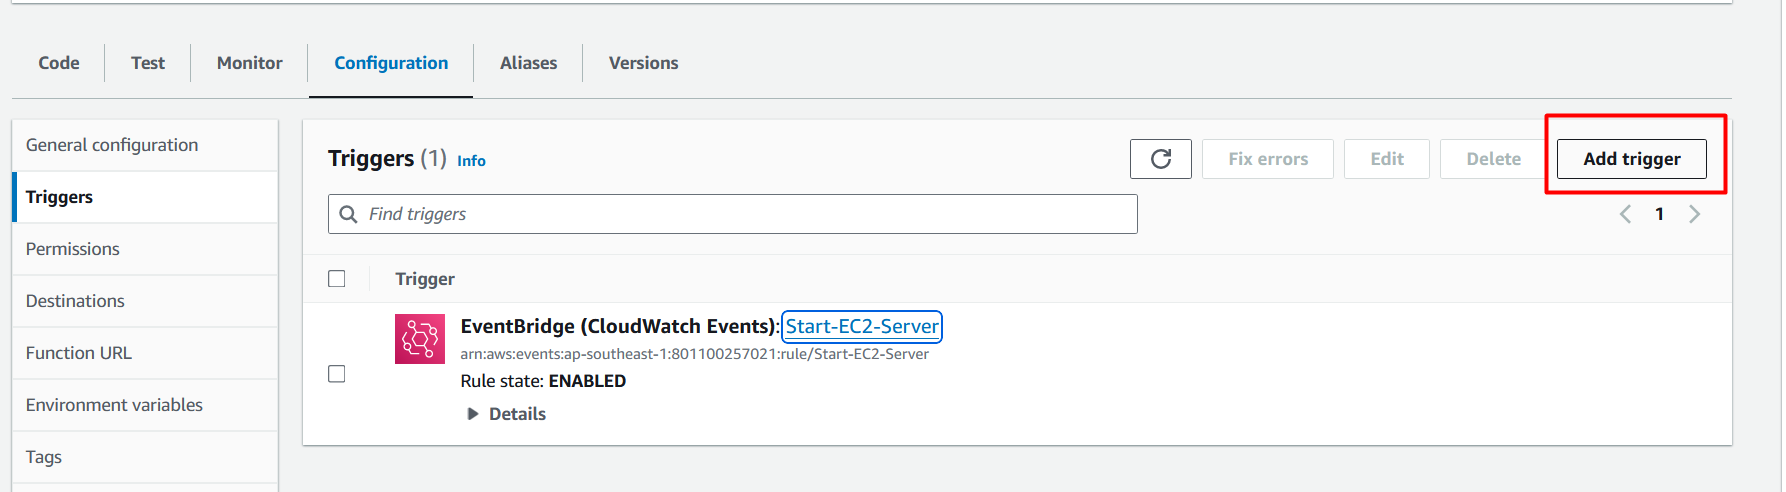 Code Test Monitor Configuration Aliases Versions
General configuration
Triggers
Permissions
Destinations
Function URL
Environment variables
Tags
Triggers (1) Info
Fix errors Edit Delete Add trigger
Find triggers
1
Trigger
EventBridge (CloudWatch Events): Start-EC2-Server
arn:aws:events:ap-southeast-1:801100257021:rule/Start-EC2-Server
Rule state: ENABLED
Details